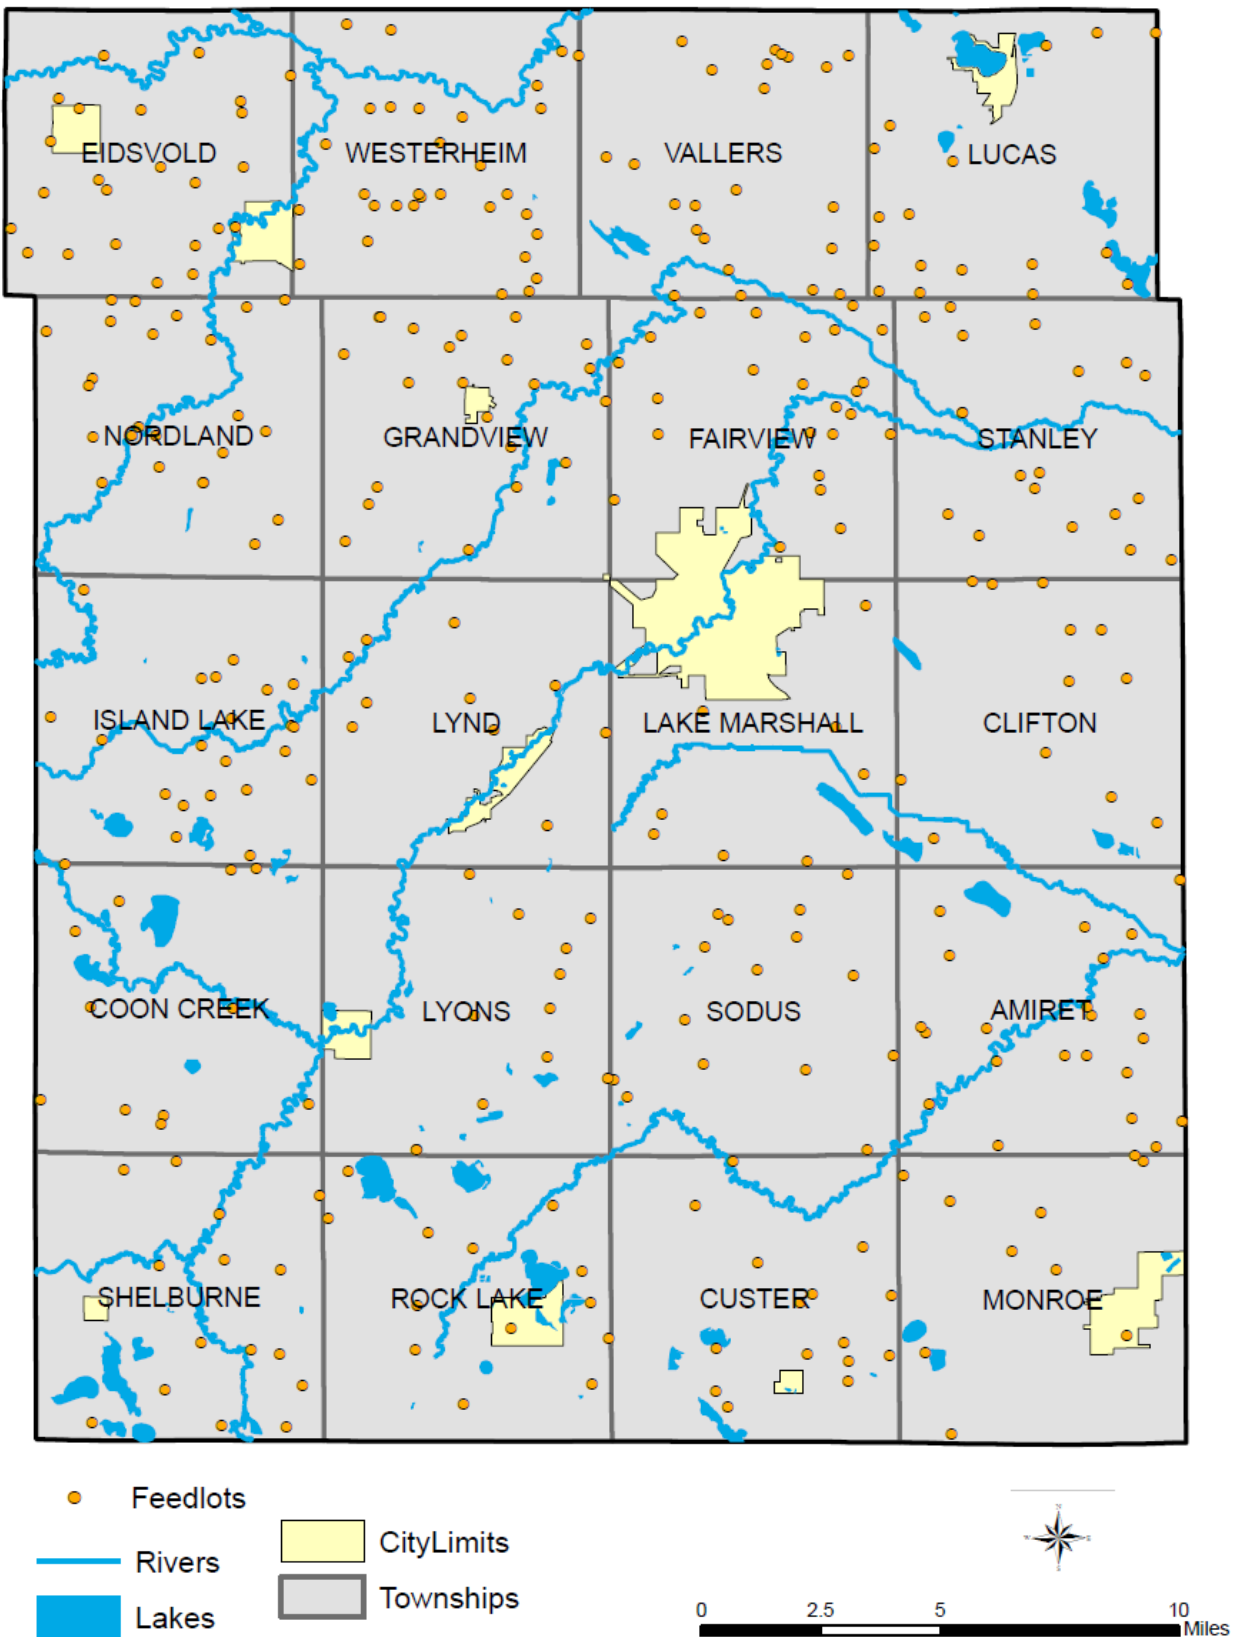 EIDSVOLD WESTERHEIM VALLERS LUCAS
NORDLAND GRANDVIEW FAIRVIEW STANLEY
ISLAND LAKE LYND LAKE MARSHALL CLIFTON
COON CREEK LYONS SODUS AMIRET
SHELBURNE ROCK LAKE CUSTER MONROE
Feedlots
Rivers
Lakes
CityLimits
Townships
0 2.5 5 10
Miles